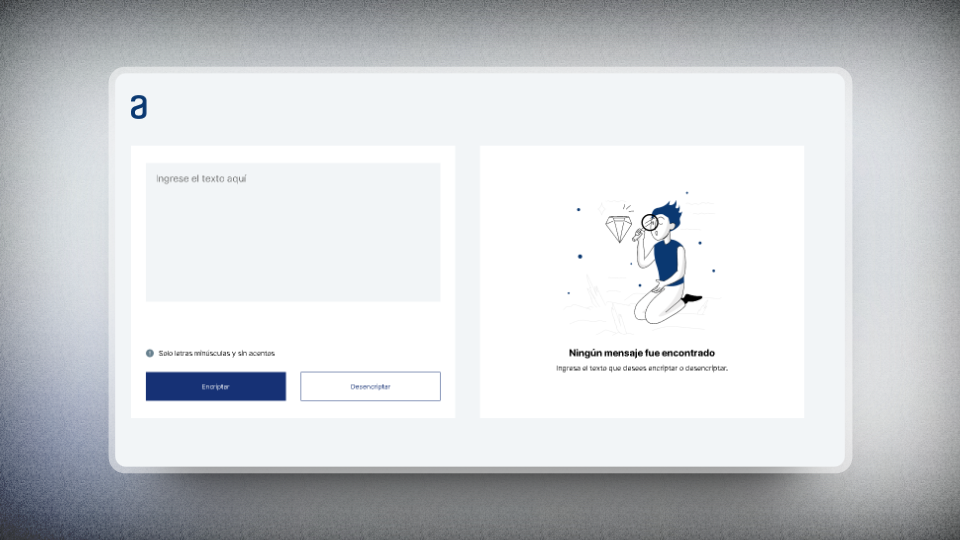 a
Ingrese el texto aquí
Solo letras minúsculas y sin acentos
Encriptar
Desencriptar
Ningún mensaje fue encontrado
Ingresa el texto que desees encriptar o desencriptar.